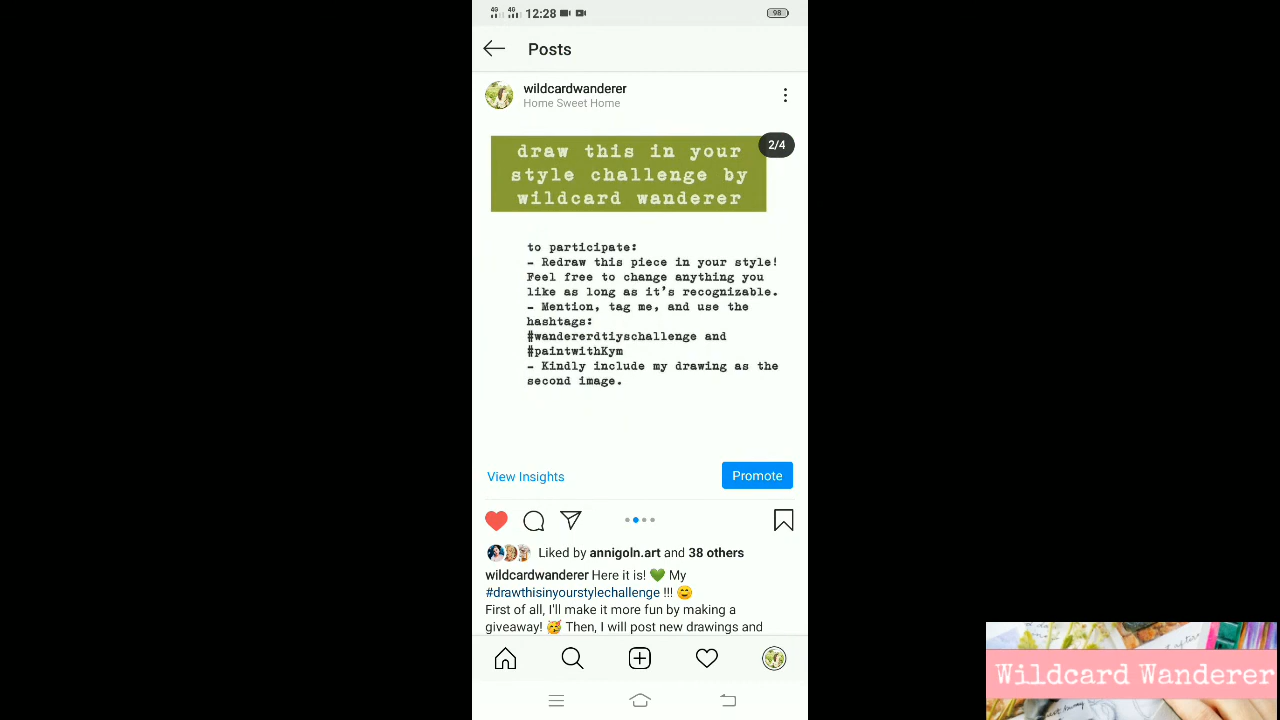 4G 4G 12:28 98
Posts
wildcardwanderer
Home Sweet Home
2/4
draw this in your
style challenge by
wildcard wanderer
to participate:
- Redraw this piece in your style!
Feel free to change anything you
like as long as it's recognizable.
- Mention, tag me, and use the
hashtags:
#wandererdtiyschallenge and
#paintwithKym
- Kindly include my drawing as the
second image.
View Insights
Promote
Liked by annigoln.art and 38 others
wildcardwanderer Here it is! 💚 My
#drawthisinyourstylechallenge !!! 😊
First of all, I'll make it more fun by making a
giveaway! 🥳 Then, I will post new drawings and
Wildcard Wanderer